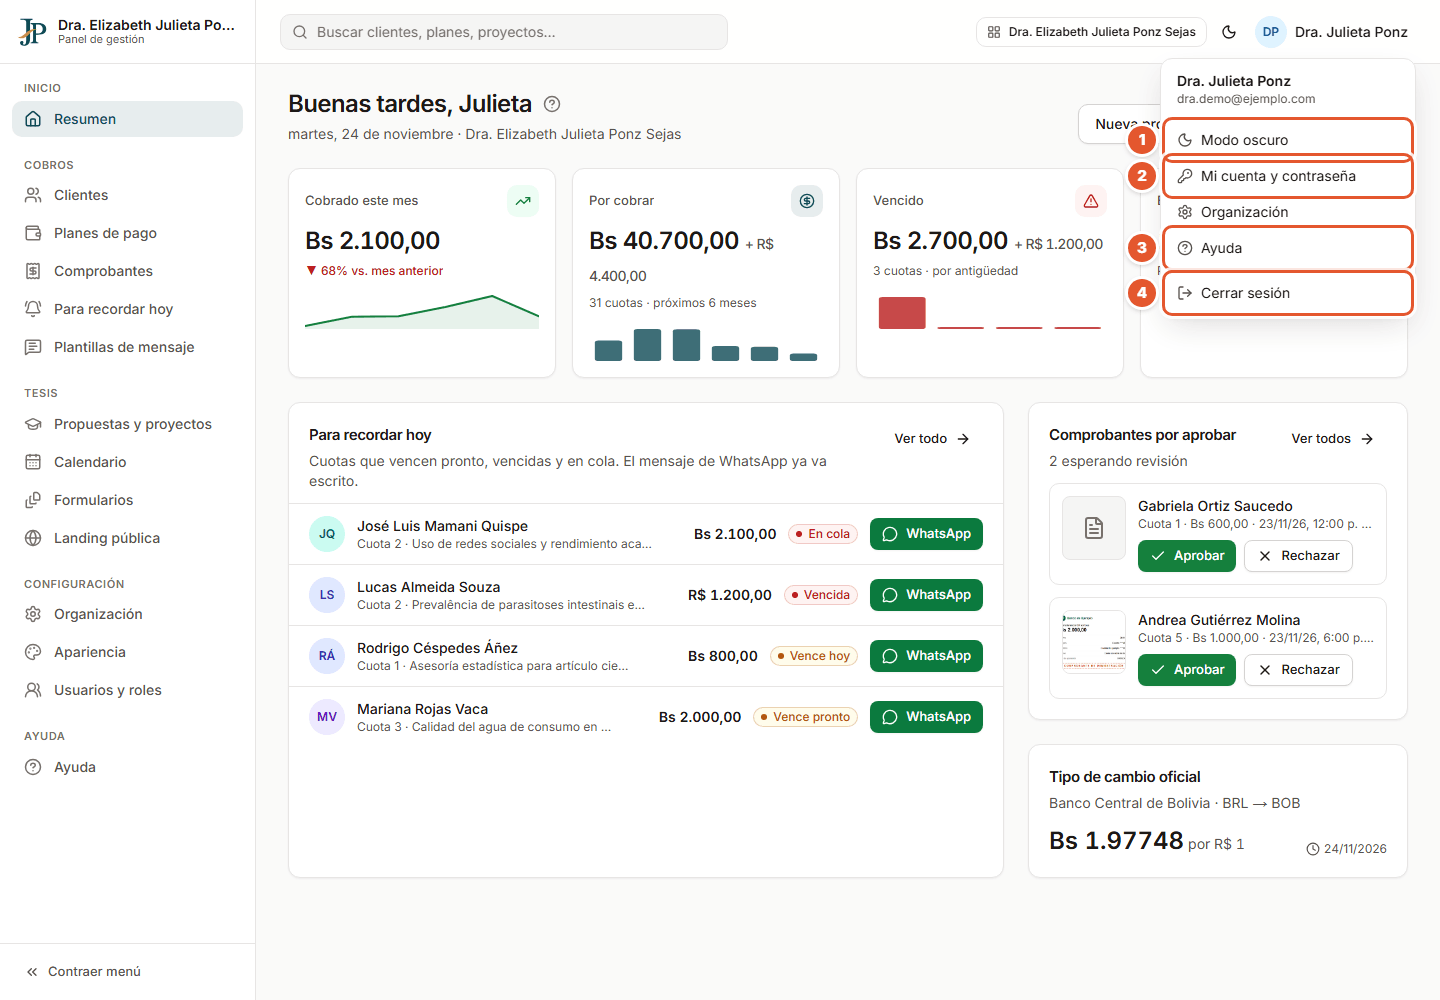 JP
Dra. Elizabeth Julieta Po...
Panel de gestión
Buscar clientes, planes, proyectos...
Dra. Elizabeth Julieta Ponz Sejas
DP
Dra. Julieta Ponz
INICIO
Resumen
COBROS
Clientes
Planes de pago
Comprobantes
Para recordar hoy
Plantillas de mensaje
TESIS
Propuestas y proyectos
Calendario
Formularios
Landing pública
CONFIGURACIÓN
Organización
Apariencia
Usuarios y roles
AYUDA
Ayuda
Contraer menú
Buenas tardes, Julieta
martes, 24 de noviembre · Dra. Elizabeth Julieta Ponz Sejas
Dra. Julieta Ponz
dra.demo@ejemplo.com
1
Modo oscuro
2
Mi cuenta y contraseña
Organización
3
Ayuda
4
Cerrar sesión
Cobrado este mes
Bs 2.100,00
▼ 68% vs. mes anterior
Por cobrar
Bs 40.700,00 + R$
4.400,00
31 cuotas · próximos 6 meses
Vencido
Bs 2.700,00 + R$ 1.200,00
3 cuotas · por antigüedad
Para recordar hoy
Ver todo
Cuotas que vencen pronto, vencidas y en cola. El mensaje de WhatsApp ya va
escrito.
JQ
José Luis Mamani Quispe
Cuota 2 · Uso de redes sociales y rendimiento aca...
Bs 2.100,00
En cola
WhatsApp
LS
Lucas Almeida Souza
Cuota 2 · Prevalência de parasitoses intestinais e...
R$ 1.200,00
Vencida
WhatsApp
RÁ
Rodrigo Céspedes Áñez
Cuota 1 · Asesoría estadística para artículo cie...
Bs 800,00
Vence hoy
WhatsApp
MV
Mariana Rojas Vaca
Cuota 3 · Calidad del agua de consumo en ...
Bs 2.000,00
Vence pronto
WhatsApp
Comprobantes por aprobar
Ver todos
2 esperando revisión
Gabriela Ortiz Saucedo
Cuota 1 · Bs 600,00 · 23/11/26, 12:00 p. ...
Aprobar
Rechazar
Andrea Gutiérrez Molina
Cuota 5 · Bs 1.000,00 · 23/11/26, 6:00 p....
Aprobar
Rechazar
Tipo de cambio oficial
Banco Central de Bolivia · BRL → BOB
Bs 1.97748 por R$ 1
24/11/2026